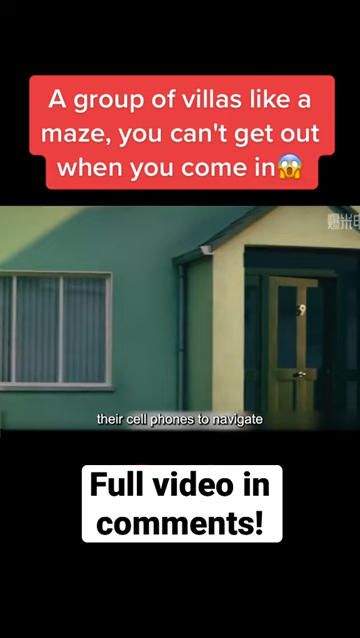 A group of villas like a
maze, you can't get out
when you come in😱
9
their cell phones to navigate
Full video in
comments!